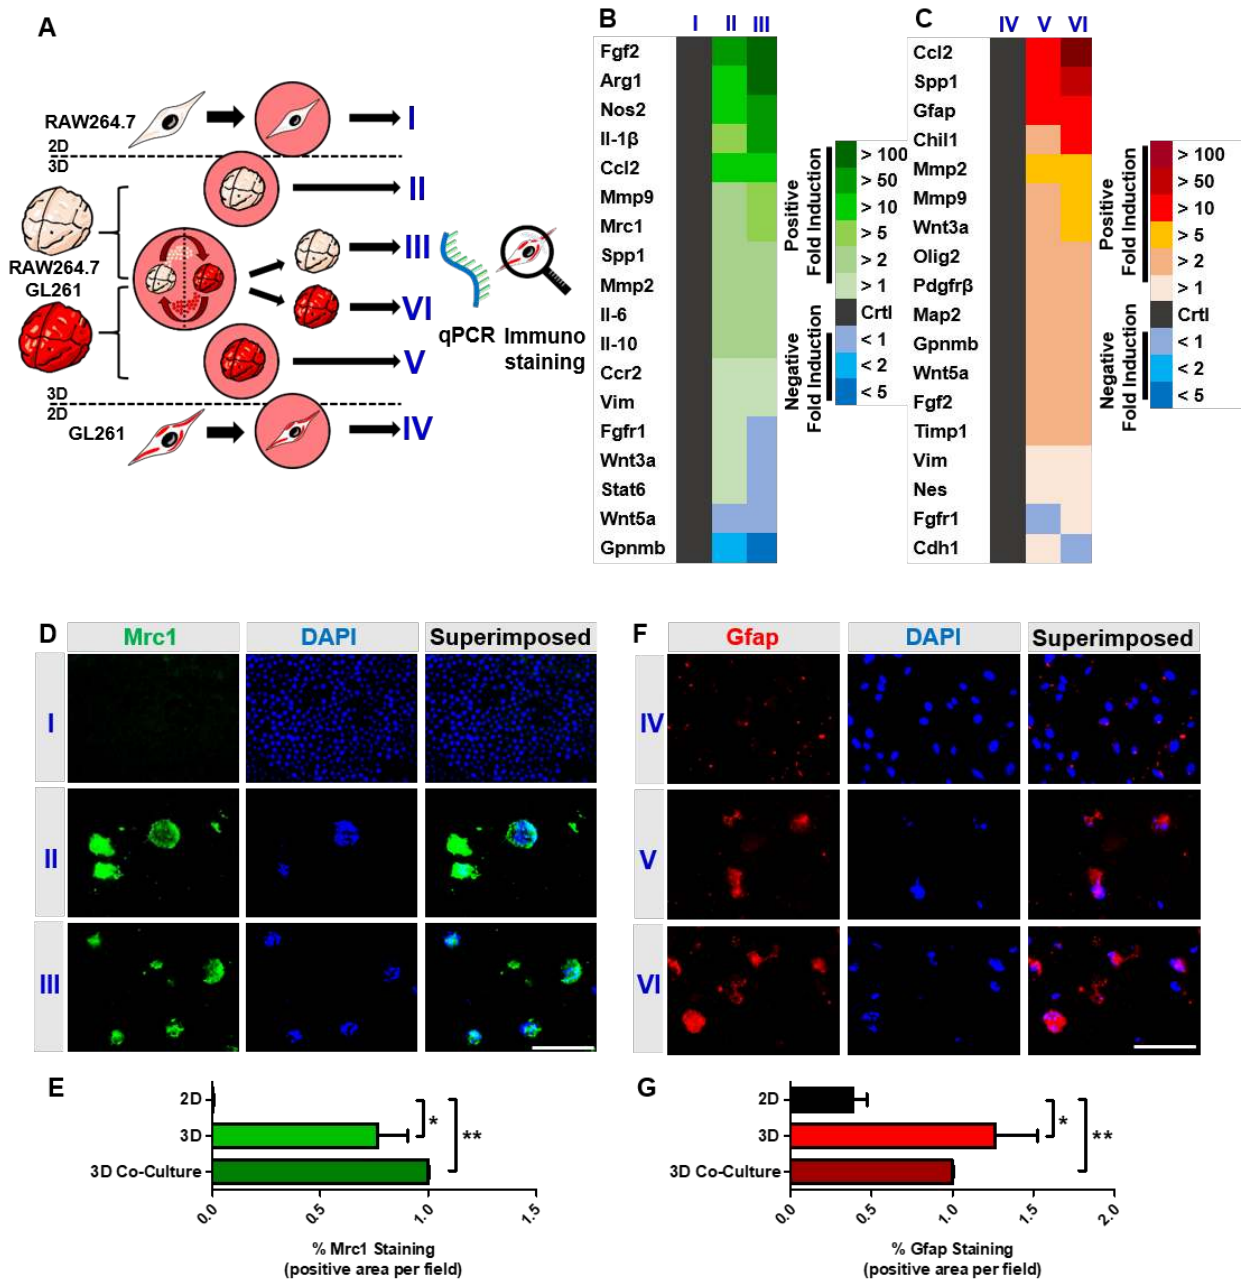 A
RAW264.7
2D
3D
RAW264.7
GL261
3D
2D
GL261
I
II
III
VI
V
IV
qPCR Immuno
staining
B
I II III
Fgf2
Arg1
Nos2
Il-1β
Ccl2
Mmp9
Mrc1
Spp1
Mmp2
Il-6
Il-10
Ccr2
Vim
Fgfr1
Wnt3a
Stat6
Wnt5a
Gpnmb
Positive
Fold Induction
Negative
Fold Induction
> 100
> 50
> 10
> 5
> 2
> 1
Crtl
< 1
< 2
< 5
C
IV V VI
Ccl2
Spp1
Gfap
Chil1
Mmp2
Mmp9
Wnt3a
Olig2
Pdgfrβ
Map2
Gpnmb
Wnt5a
Fgf2
Timp1
Vim
Nes
Fgfr1
Cdh1
Positive
Fold Induction
Negative
Fold Induction
> 100
> 50
> 10
> 5
> 2
> 1
Crtl
< 1
< 2
< 5
D
Mrc1 DAPI Superimposed
I
II
III
F
Gfap DAPI Superimposed
IV
V
VI
E
2D
3D
3D Co-Culture
*
**
0.0 0.5 1.0 1.5
% Mrc1 Staining
(positive area per field)
G
2D
3D
3D Co-Culture
*
**
0.0 0.5 1.0 1.5 2.0
% Gfap Staining
(positive area per field)